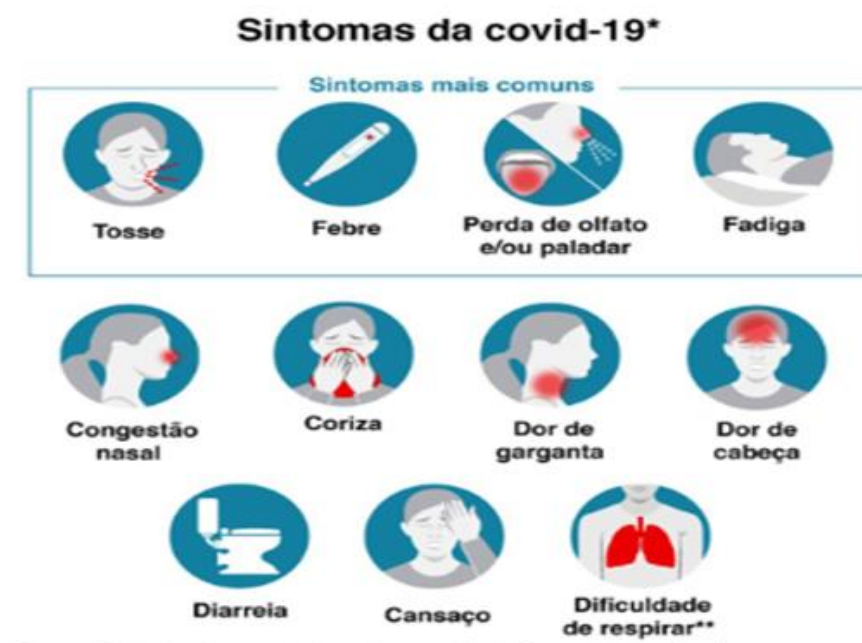 Sintomas da covid-19*
Sintomas mais comuns
Tosse
Febre
Perda de olfato
e/ou paladar
Fadiga
Congestão
nasal
Coriza
Dor de
garganta
Dor de
cabeça
Diarreia
Cansaço
Dificuldade
de respirar**